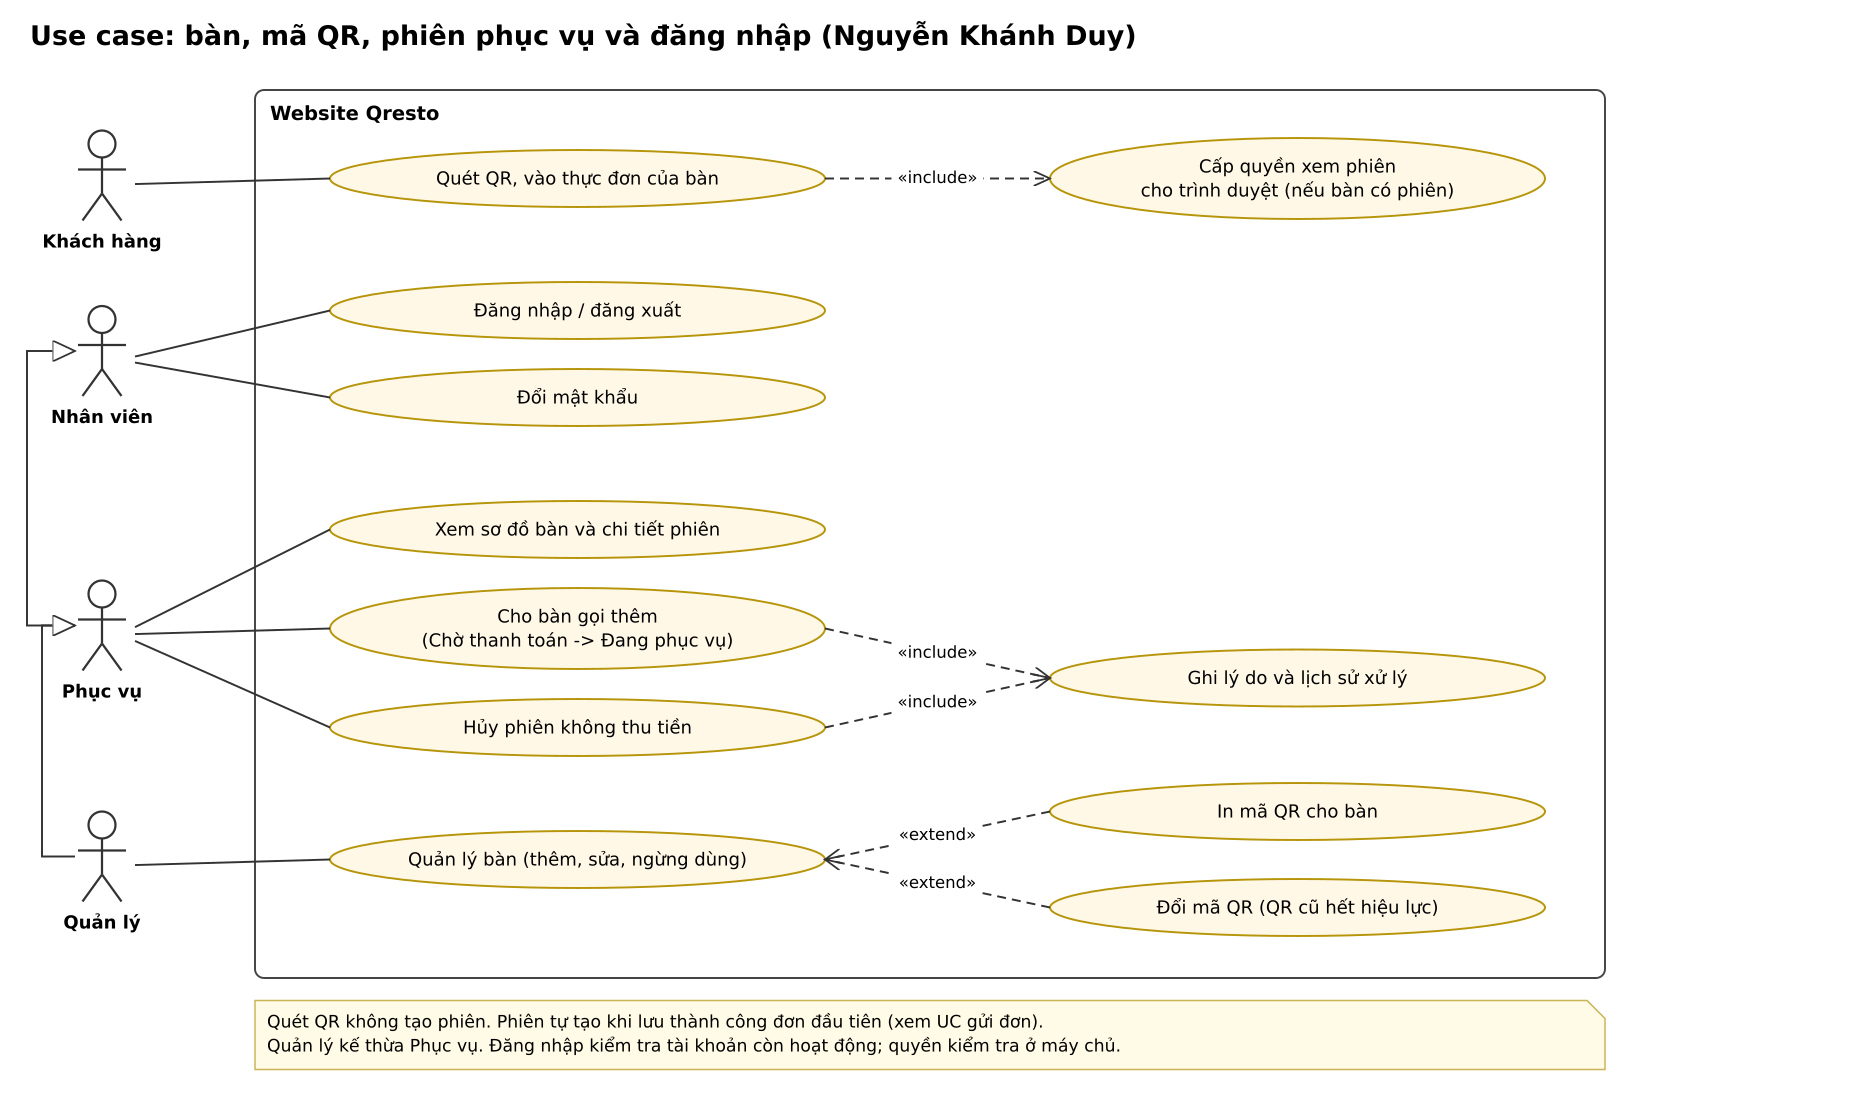 Use case: bàn, mã QR, phiên phục vụ và đăng nhập (Nguyễn Khánh Duy)
Website Qresto
Khách hàng
Quét QR, vào thực đơn của bàn
«include»
Cấp quyền xem phiên
cho trình duyệt (nếu bàn có phiên)
Nhân viên
Đăng nhập / đăng xuất
Đổi mật khẩu
Phục vụ
Xem sơ đồ bàn và chi tiết phiên
Cho bàn gọi thêm
(Chờ thanh toán -> Đang phục vụ)
«include»
Ghi lý do và lịch sử xử lý
«include»
Hủy phiên không thu tiền
Quản lý
Quản lý bàn (thêm, sửa, ngừng dùng)
«extend»
In mã QR cho bàn
«extend»
Đổi mã QR (QR cũ hết hiệu lực)
Quét QR không tạo phiên. Phiên tự tạo khi lưu thành công đơn đầu tiên (xem UC gửi đơn).
Quản lý kế thừa Phục vụ. Đăng nhập kiểm tra tài khoản còn hoạt động; quyền kiểm tra ở máy chủ.